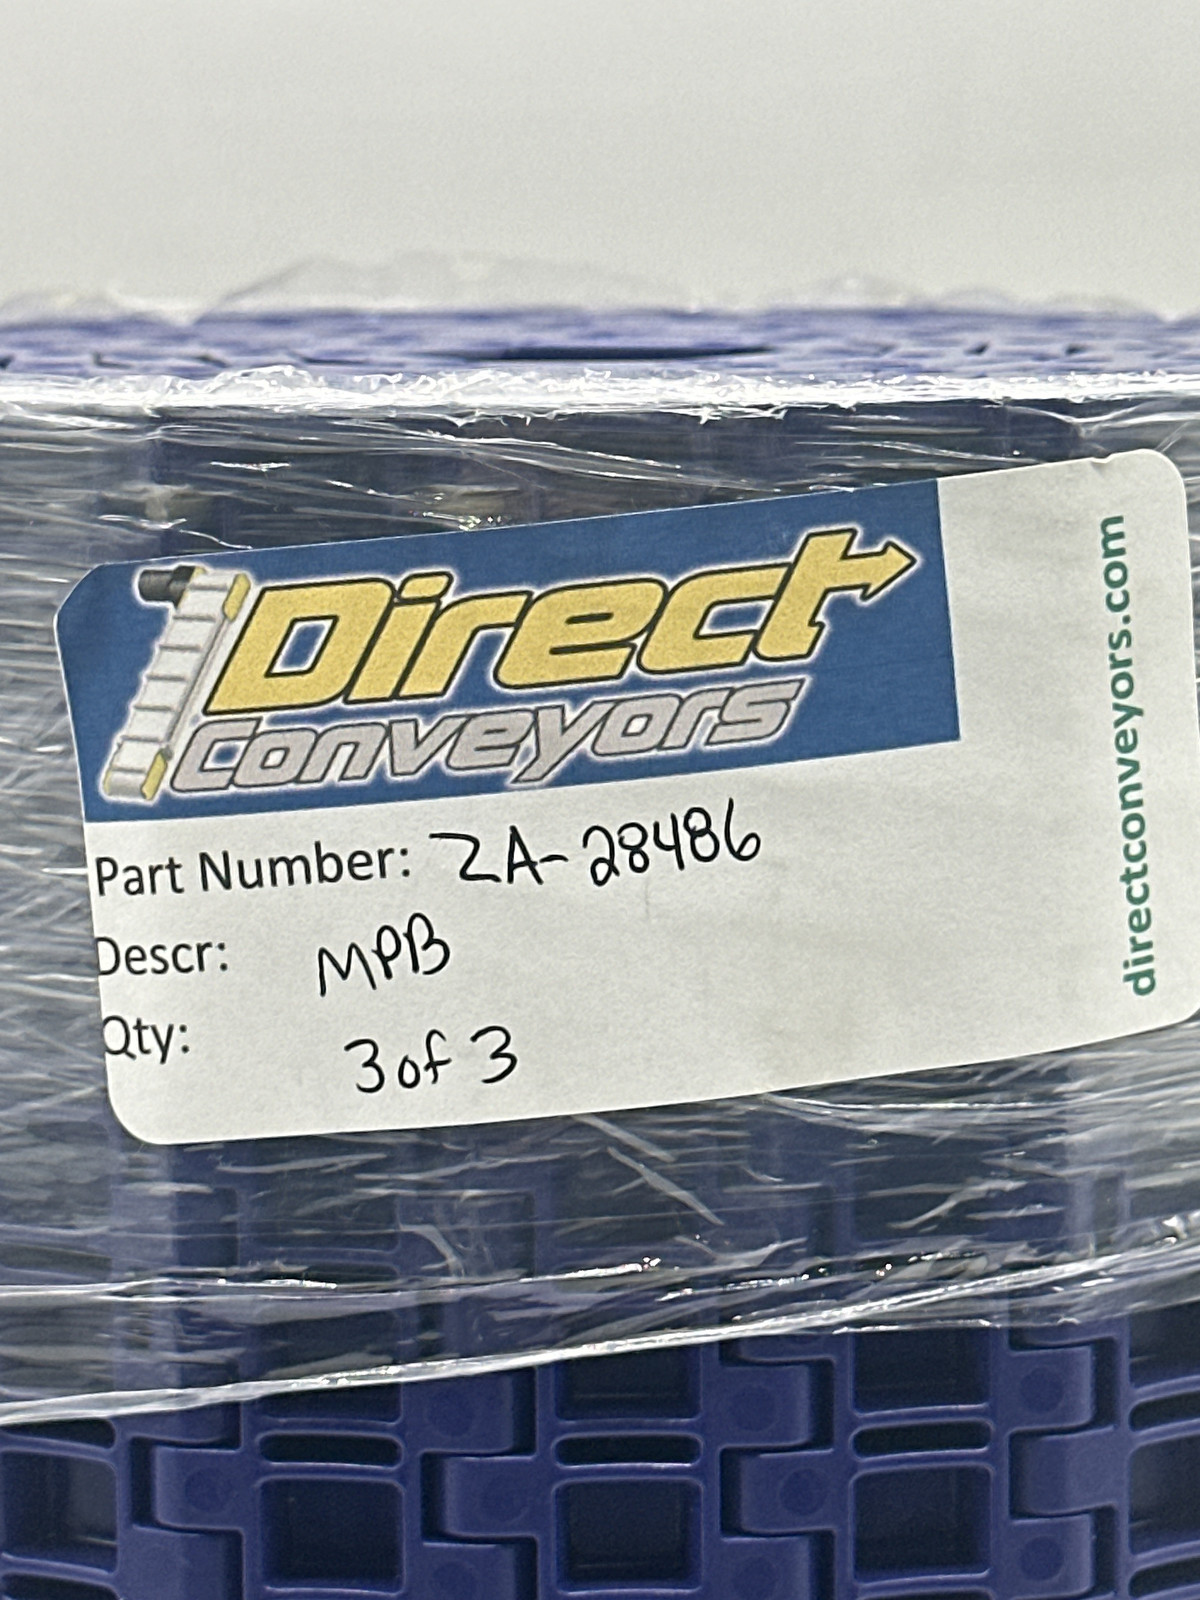 Direct
Conveyors
Part Number: ZA-28486
Descr: MPB
Qty: 3 of 3
directconveyors.com